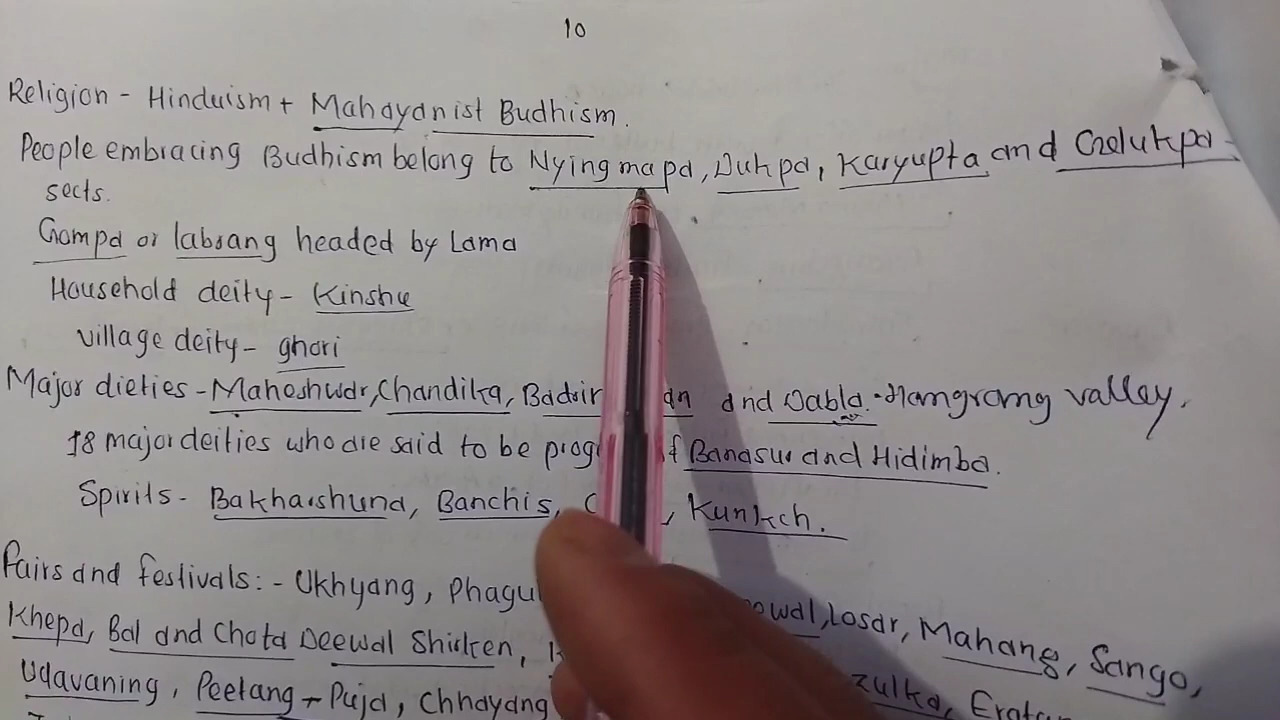 10
Religion - Hinduism + Mahayanist Budhism.
People embracing Budhism belong to Nyingmapa, Dukpa, Karyupta and Gelukpa -
sects.
Gompa or labrang headed by Lama
Household deity - Kinshu
village deity - ghori
Major dieties - Maheshwar, Chandika, and Dabla - Hangrang valley.
18 major deities who are said to be Banasur and Hidimba.
Spirits - Bakharshund, Banchis, Kunkch.
Fairs and festivals: - Ukhyang, Losar, Mahang, Sango,
Khepa, Bal and Chota Deewal Shirken,
Udavaning, Peetang - Puja, Chhayang